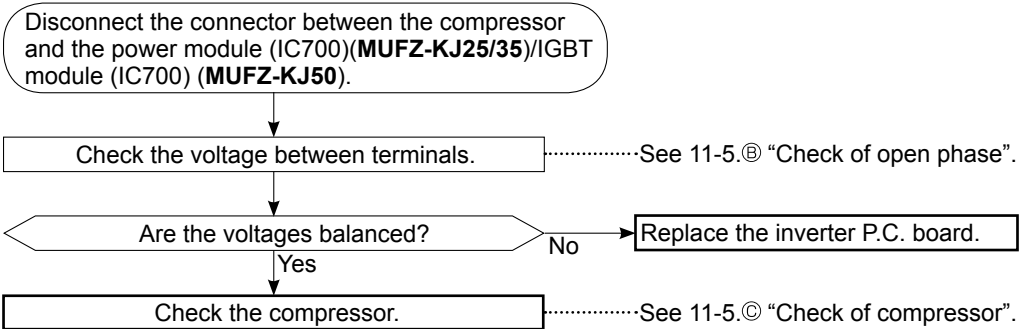 Disconnect the connector between the compressor
and the power module (IC700)(MUFZ-KJ25/35)/IGBT
module (IC700) (MUFZ-KJ50).
Check the voltage between terminals.
See 11-5.Ⓑ “Check of open phase”.
Are the voltages balanced?
No
Replace the inverter P.C. board.
Yes
Check the compressor.
See 11-5.Ⓒ “Check of compressor”.